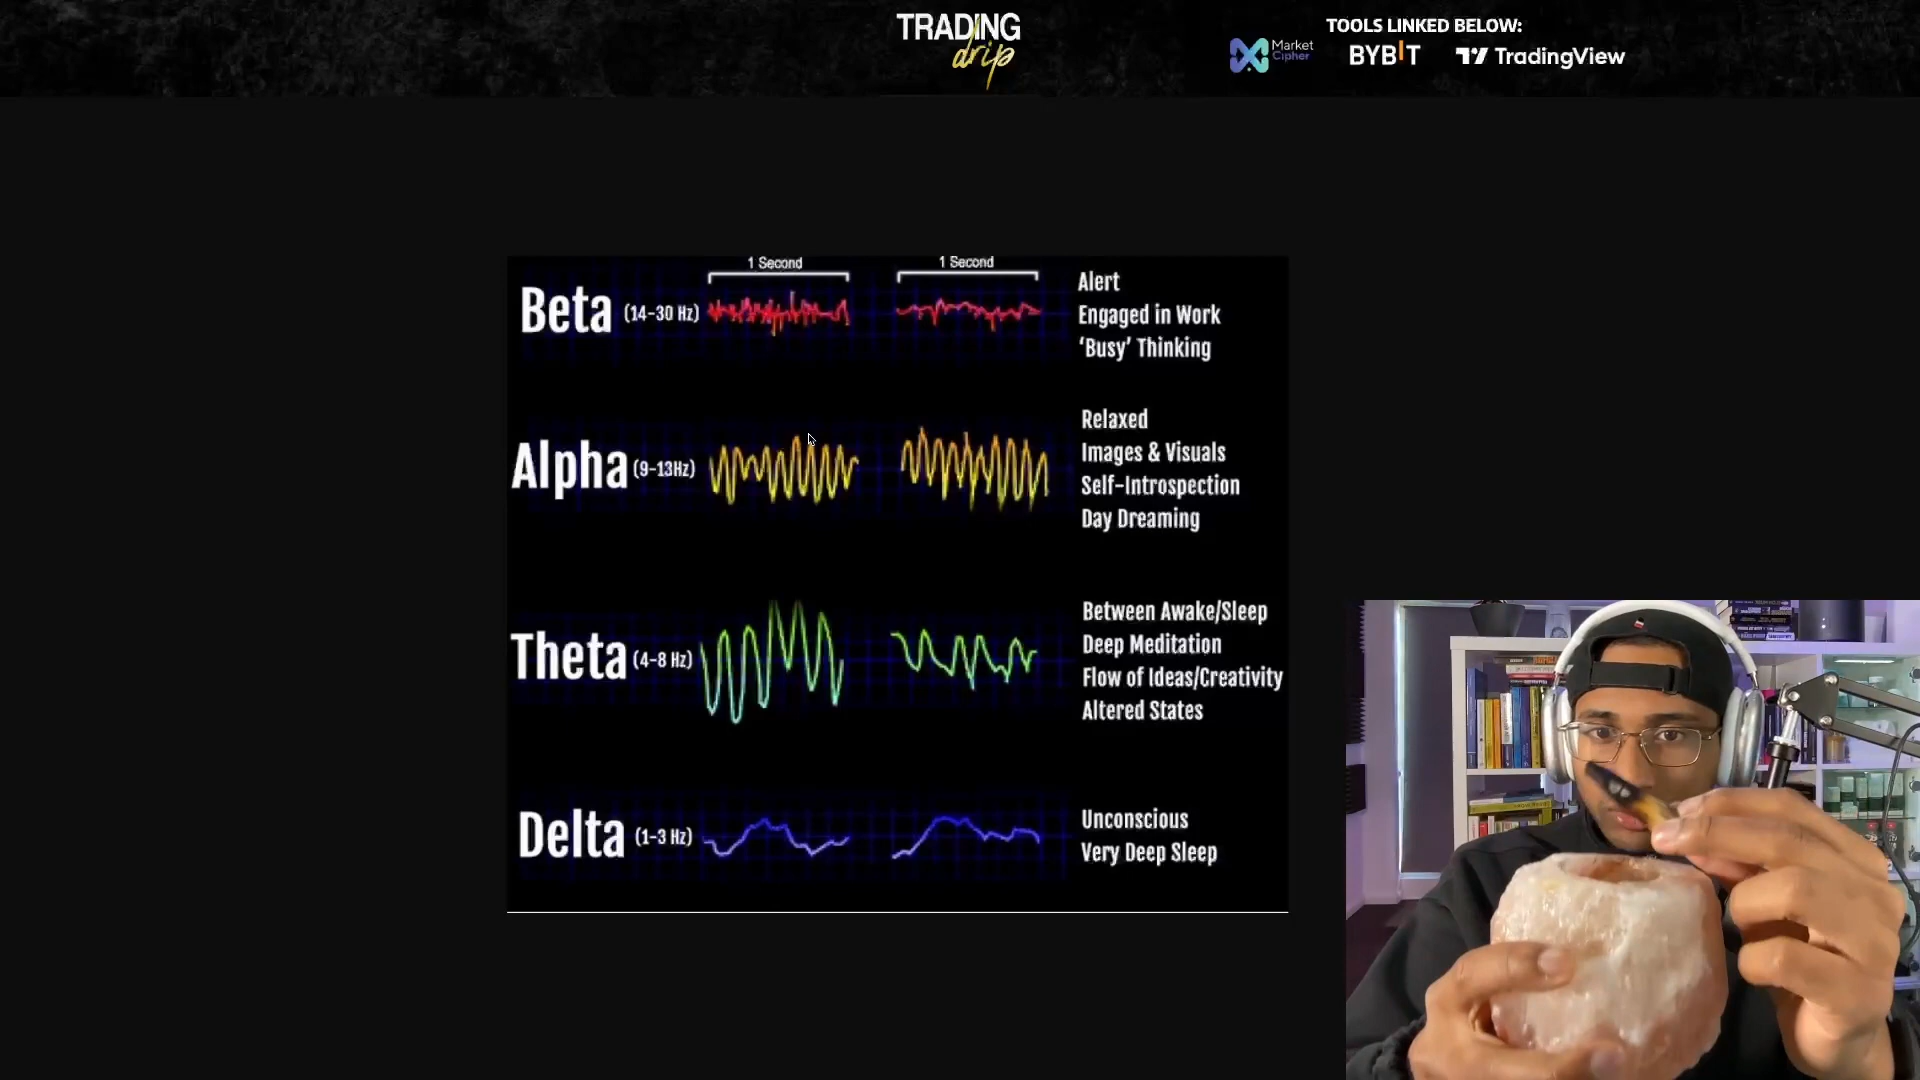 TRADING
drip
TOOLS LINKED BELOW:
Market
Cipher
BYBIT
TradingView
1 Second
1 Second
Beta (14-30 Hz)
Alert
Engaged in Work
‘Busy’ Thinking
Alpha (9-13Hz)
Relaxed
Images & Visuals
Self-Introspection
Day Dreaming
Theta (4-8 Hz)
Between Awake/Sleep
Deep Meditation
Flow of Ideas/Creativity
Altered States
Delta (1-3 Hz)
Unconscious
Very Deep Sleep